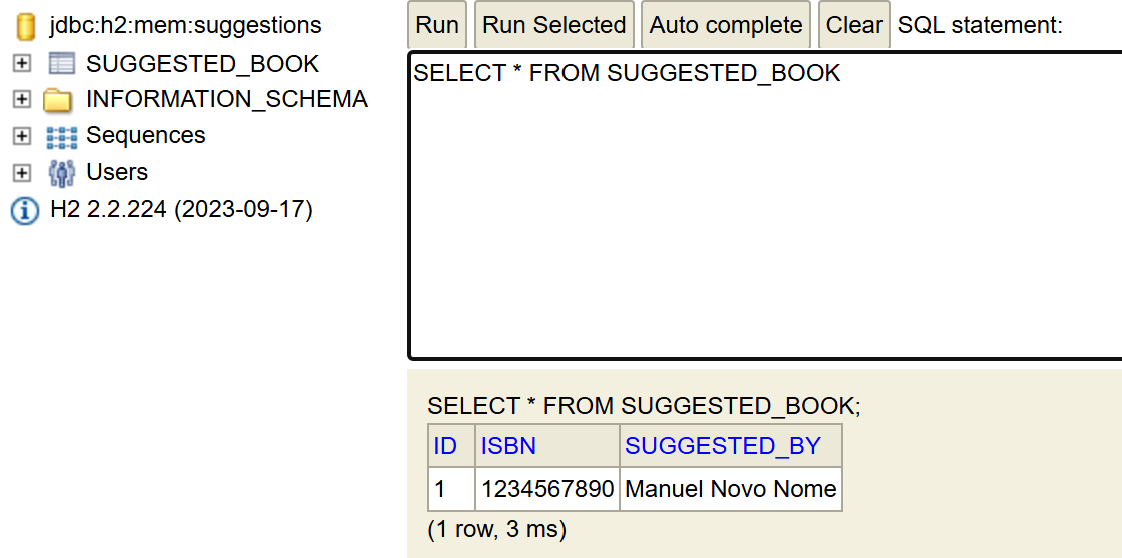 jdbc:h2:mem:suggestions
SUGGESTED_BOOK
INFORMATION_SCHEMA
Sequences
Users
H2 2.2.224 (2023-09-17)
Run Run Selected Auto complete Clear SQL statement:
SELECT * FROM SUGGESTED_BOOK
SELECT * FROM SUGGESTED_BOOK;
ID ISBN SUGGESTED_BY
1 1234567890 Manuel Novo Nome
(1 row, 3 ms)